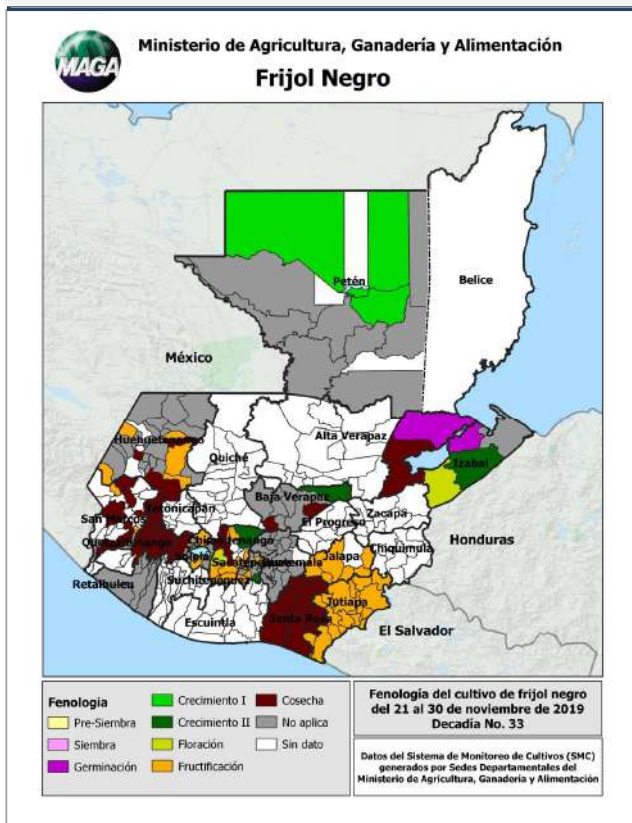 MAGA
Ministerio de Agricultura, Ganadería y Alimentación
Frijol Negro
Petén
Belice
México
Huehuetenango
Quiché
Alta Verapaz
Izabal
Baja Verapaz
Zacapa
San Marcos
Totonicapán
El Progreso
Quetzaltenango
Chimaltenango
Honduras
Chiquimula
Sololá
Sacatepéquez
Guatemala
Jalapa
Retalhuleu
Suchitepéquez
Jutiapa
Escuintla
Santa Rosa
El Salvador
Fenología
Pre-Siembra
Siembra
Germinación
Crecimiento I
Crecimiento II
Floración
Fructificación
Cosecha
No aplica
Sin dato
Fenología del cultivo de frijol negro
del 21 al 30 de noviembre de 2019
Decadía No. 33
Datos del Sistema de Monitoreo de Cultivos (SMC)
generados por Sedes Departamentales del
Ministerio de Agricultura, Ganadería y Alimentación